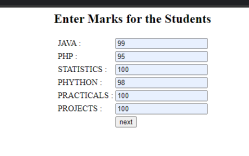 Enter Marks for the Students
JAVA : 99
PHP : 95
STATISTICS : 100
PHYTHON : 98
PRACTICALS : 100
PROJECTS : 100
next